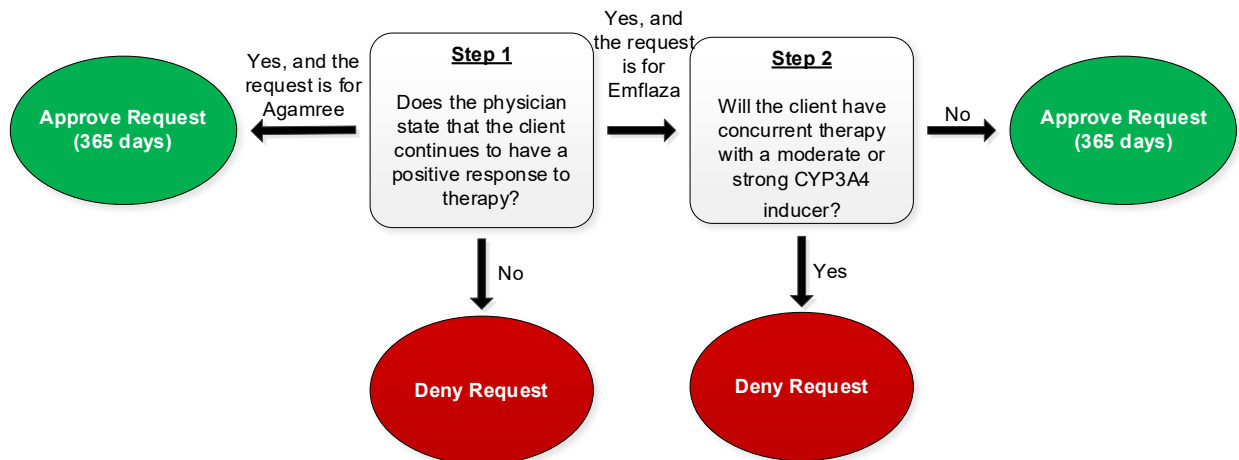 Yes, and the
request is for
Agamree
Approve Request
(365 days)
Step 1
Does the physician
state that the client
continues to have a
positive response to
therapy?
Yes, and
the request
is for
Emflaza
Step 2
Will the client have
concurrent therapy
with a moderate or
strong CYP3A4
inducer?
No
Approve Request
(365 days)
No
Deny Request
Yes
Deny Request